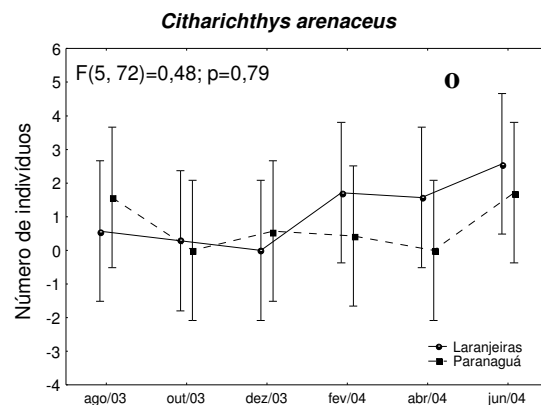 Citharichthys arenaceus
F(5, 72)=0,48; p=0,79
o
Número de indivíduos
6
5
4
3
2
1
0
-1
-2
-3
-4
Laranjeiras
Paranaguá
ago/03 out/03 dez/03 fev/04 abr/04 jun/04